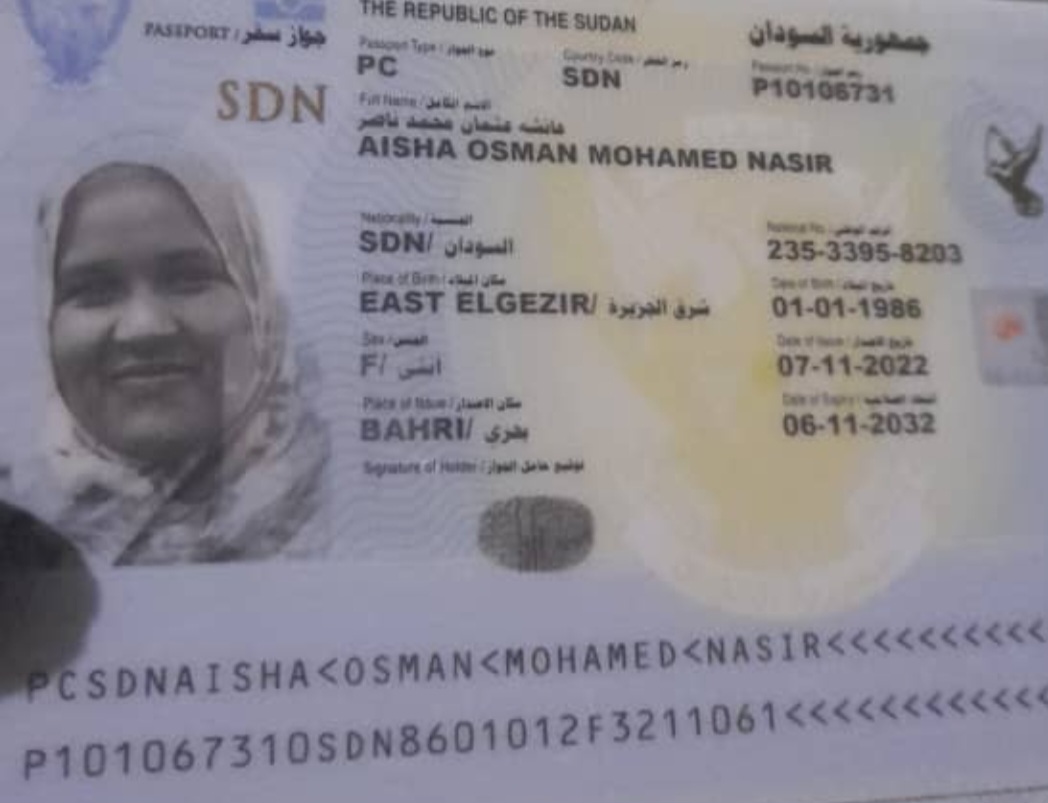 THE REPUBLIC OF THE SUDAN
جمهورية السودان
PASSPORT / جواز سفر
Passport Type / نوع الجواز
Country Code / رمز القطر
Passport No. / رقم الجواز
PC
SDN
P10106731
SDN
Full Name / الاسم الكامل
عائشه عثمان محمد ناصر
AISHA OSMAN MOHAMED NASIR
Nationality / الجنسية
National No. / الرقم الوطني
SDN/ السودان
235-3395-8203
Place of Birth / مكان الميلاد
Date of Birth / تاريخ الميلاد
EAST ELGEZIR/ شرق الجزيرة
01-01-1986
Sex / الجنس
Date of Issue / تاريخ الاصدار
F/ انثى
07-11-2022
Place of Issue / مكان الاصدار
Date of Expiry /
BAHRI/ بحري
06-11-2032
Signature of Holder / توقيع حامل الجواز
PCSDNAISHA<OSMAN<MOHAMED<NASIR<<<<<<<<<<
P101067310SDN8601012F3211061<<<<<<<<<<<<